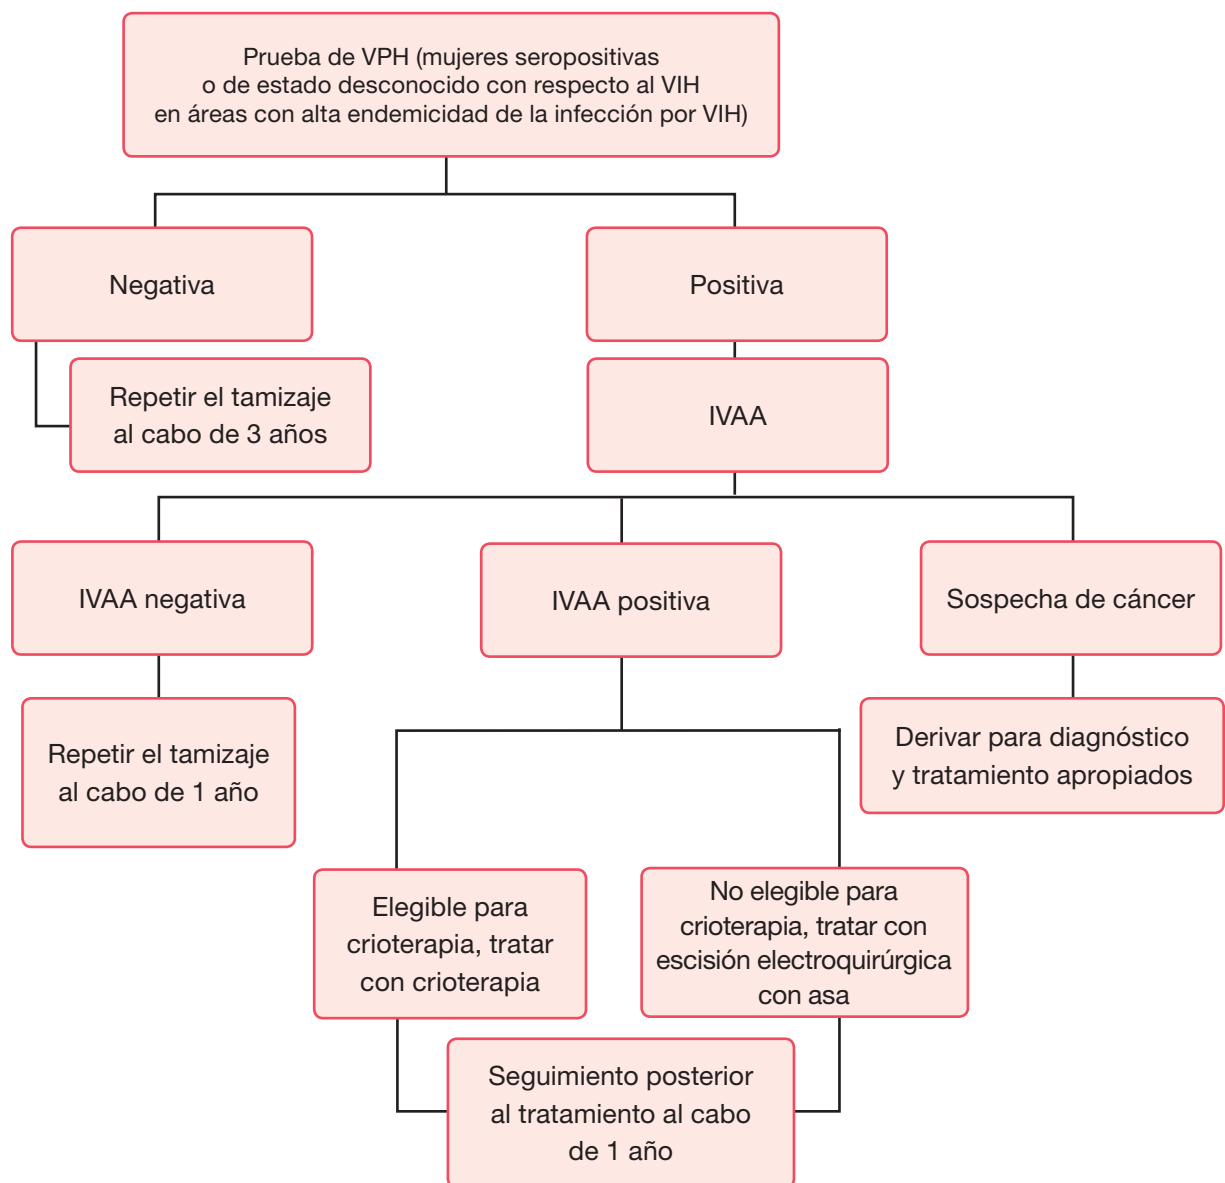 Prueba de VPH (mujeres seropositivas
o de estado desconocido con respecto al VIH
en áreas con alta endemicidad de la infección por VIH)
Negativa
Positiva
Repetir el tamizaje
al cabo de 3 años
IVAA
IVAA negativa
IVAA positiva
Sospecha de cáncer
Repetir el tamizaje
al cabo de 1 año
Derivar para diagnóstico
y tratamiento apropiados
Elegible para
crioterapia, tratar
con crioterapia
No elegible para
crioterapia, tratar con
escisión electroquirúrgica
con asa
Seguimiento posterior
al tratamiento al cabo
de 1 año